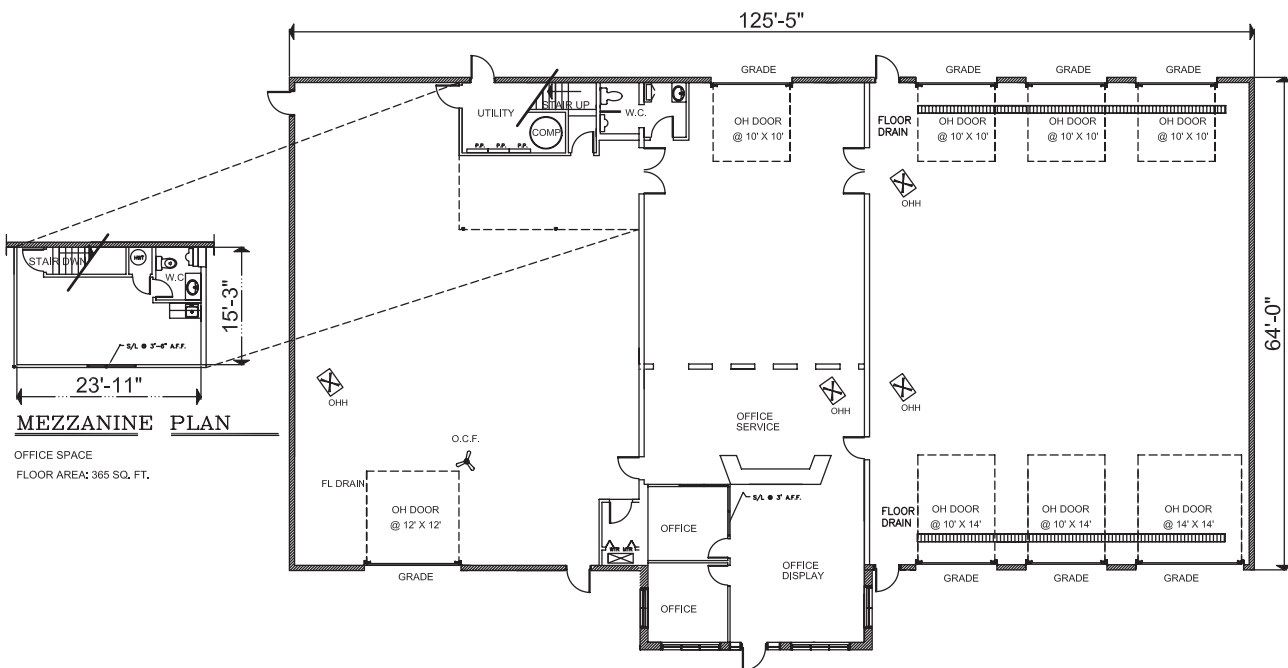 125'-5"
GRADE
GRADE
GRADE
GRADE
UTILITY
STAIR UP
W.C.
COMP
P.P. P.P. P.P.
OH DOOR
@ 10' X 10'
FLOOR
DRAIN
OH DOOR
@ 10' X 10'
OH DOOR
@ 10' X 10'
OH DOOR
@ 10' X 10'
OHH
64'-0"
STAIR DWN
HWT
W.C
15'-3"
S/L @ 3'-6" A.F.F.
23'-11"
MEZZANINE PLAN
OFFICE SPACE
FLOOR AREA: 365 SQ. FT.
OHH
OHH
OHH
OFFICE
SERVICE
O.C.F.
FL DRAIN
OH DOOR
@ 12' X 12'
S/L @ 3' A.F.F.
FLOOR
DRAIN
OH DOOR
@ 10' X 14'
OH DOOR
@ 10' X 14'
OH DOOR
@ 14' X 14'
OFFICE
MTR MTR
OFFICE
DISPLAY
GRADE
GRADE
GRADE
GRADE
OFFICE